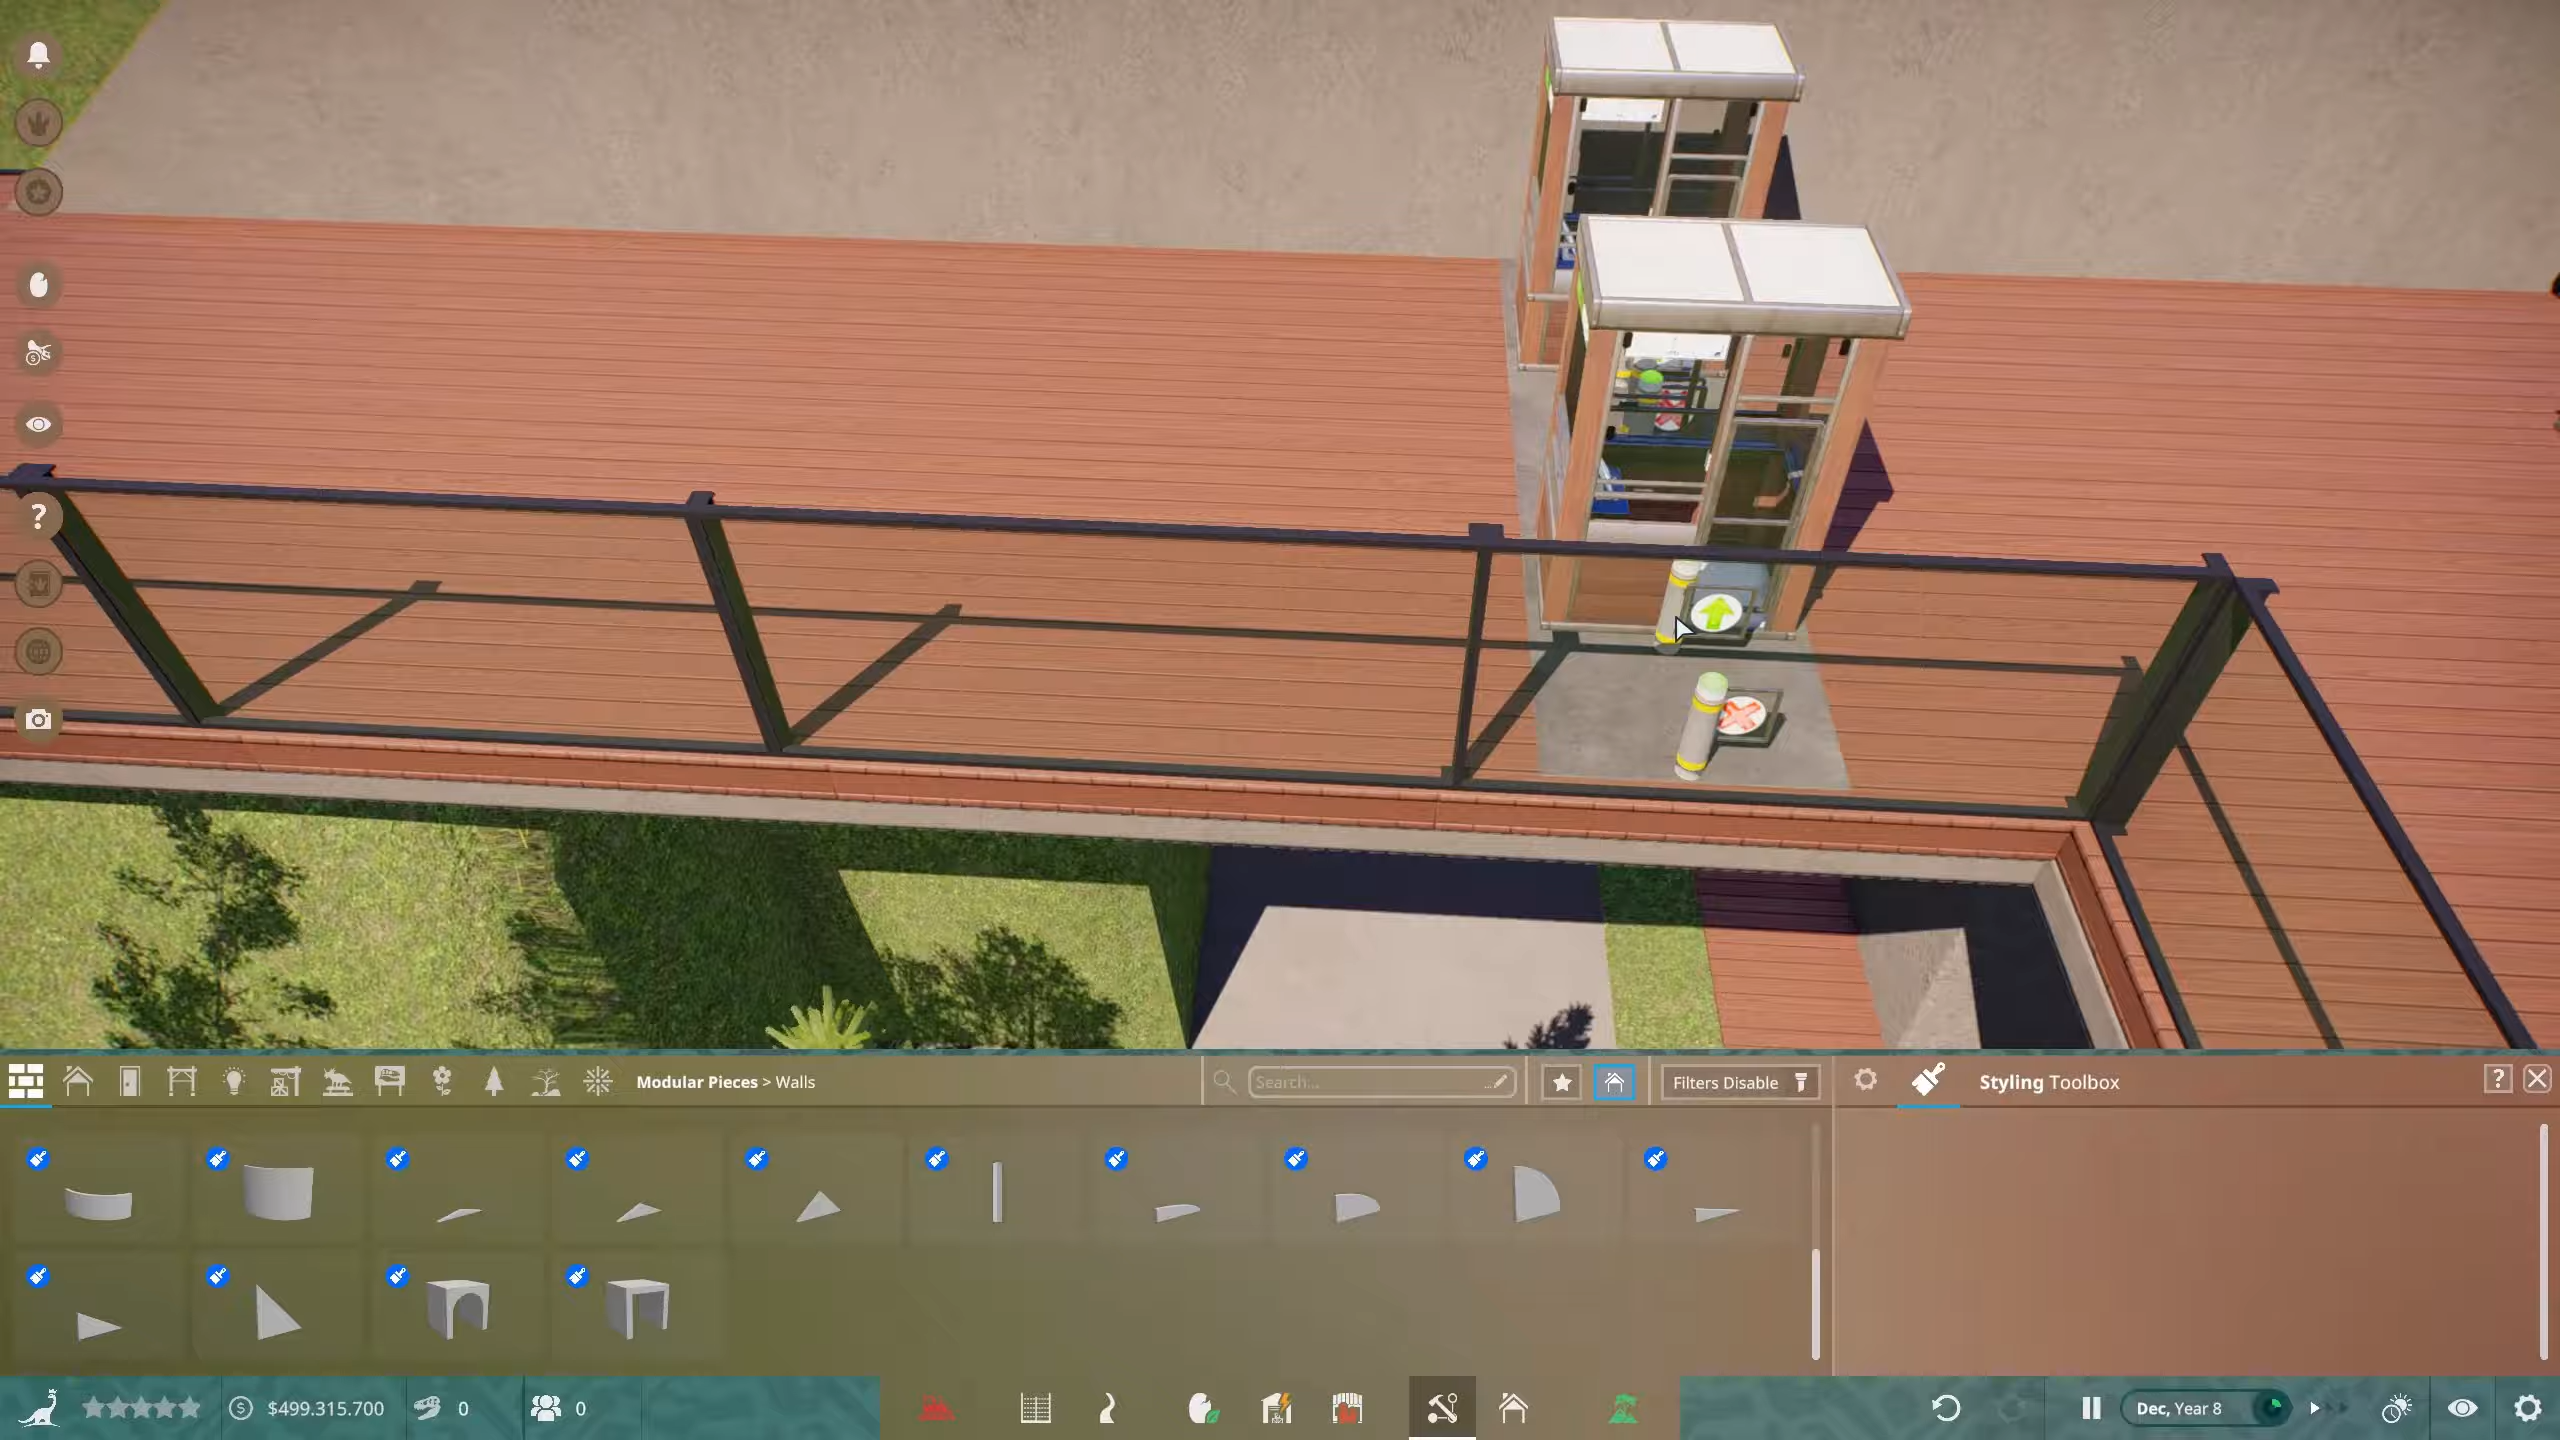 ?
Modular Pieces > Walls
Search...
Filters Disable
Styling Toolbox
?
$499.315.700
0
0
Dec, Year 8